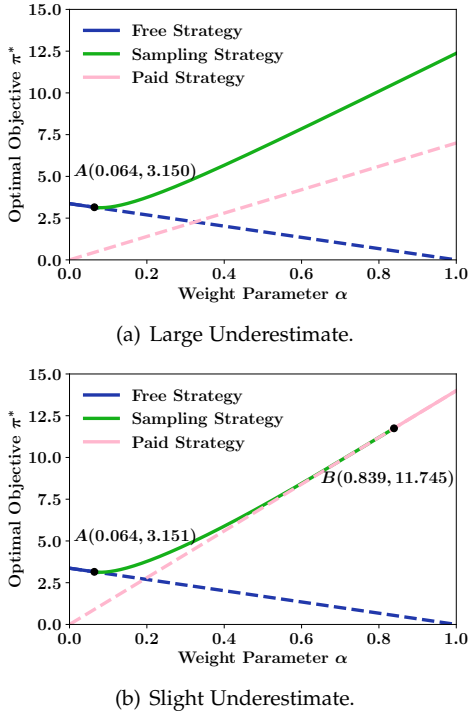 15.0
12.5
10.0
7.5
5.0
2.5
0.0
Optimal Objective π*
Free Strategy
Sampling Strategy
Paid Strategy
A(0.064, 3.150)
0.0 0.2 0.4 0.6 0.8 1.0
Weight Parameter α
(a) Large Underestimate.
15.0
12.5
10.0
7.5
5.0
2.5
0.0
Optimal Objective π*
Free Strategy
Sampling Strategy
Paid Strategy
B(0.839, 11.745)
A(0.064, 3.151)
0.0 0.2 0.4 0.6 0.8 1.0
Weight Parameter α
(b) Slight Underestimate.